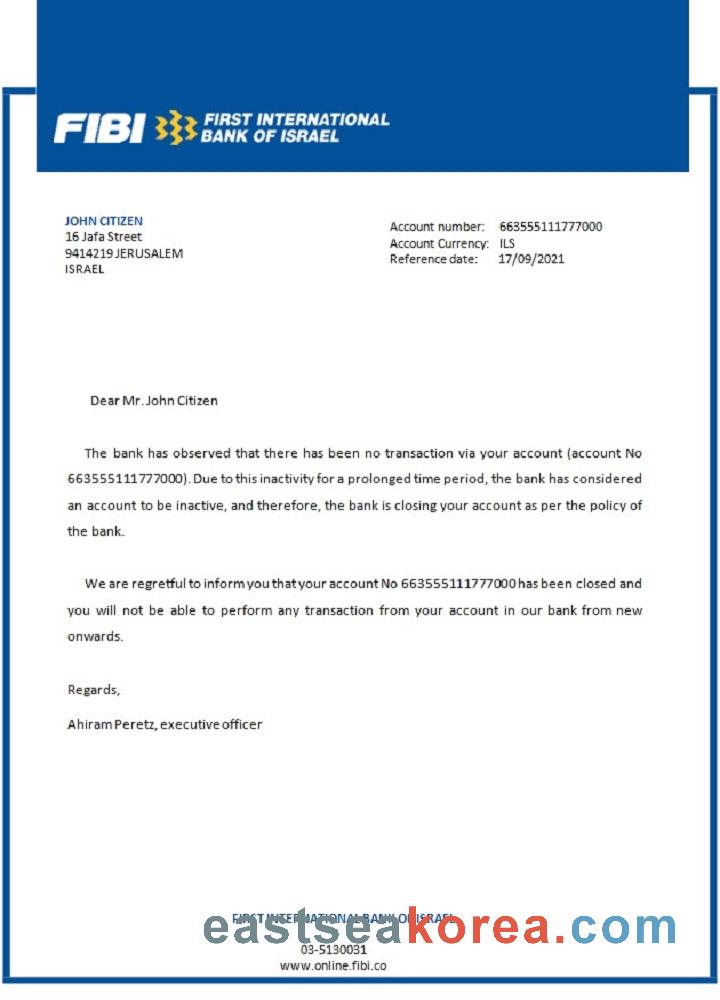 FIBI FIRST INTERNATIONAL
BANK OF ISRAEL
JOHN CITIZEN
16 Jafa Street
9414219 JERUSALEM
ISRAEL
Account number: 663555111777000
Account Currency: ILS
Reference date: 17/09/2021
Dear Mr. John Citizen
The bank has observed that there has been no transaction via your account (account No
663555111777000). Due to this inactivity for a prolonged time period, the bank has considered
an account to be inactive, and therefore, the bank is closing your account as per the policy of
the bank.
We are regretful to inform you that your account No 663555111777000 has been closed and
you will not be able to perform any transaction from your account in our bank from new
onwards.
Regards,
Ahiram Peretz, executive officer
FIRST INTERNATIONAL BANK OF ISRAEL
eastseakorea.com
03-5130031
www.online.fibi.co